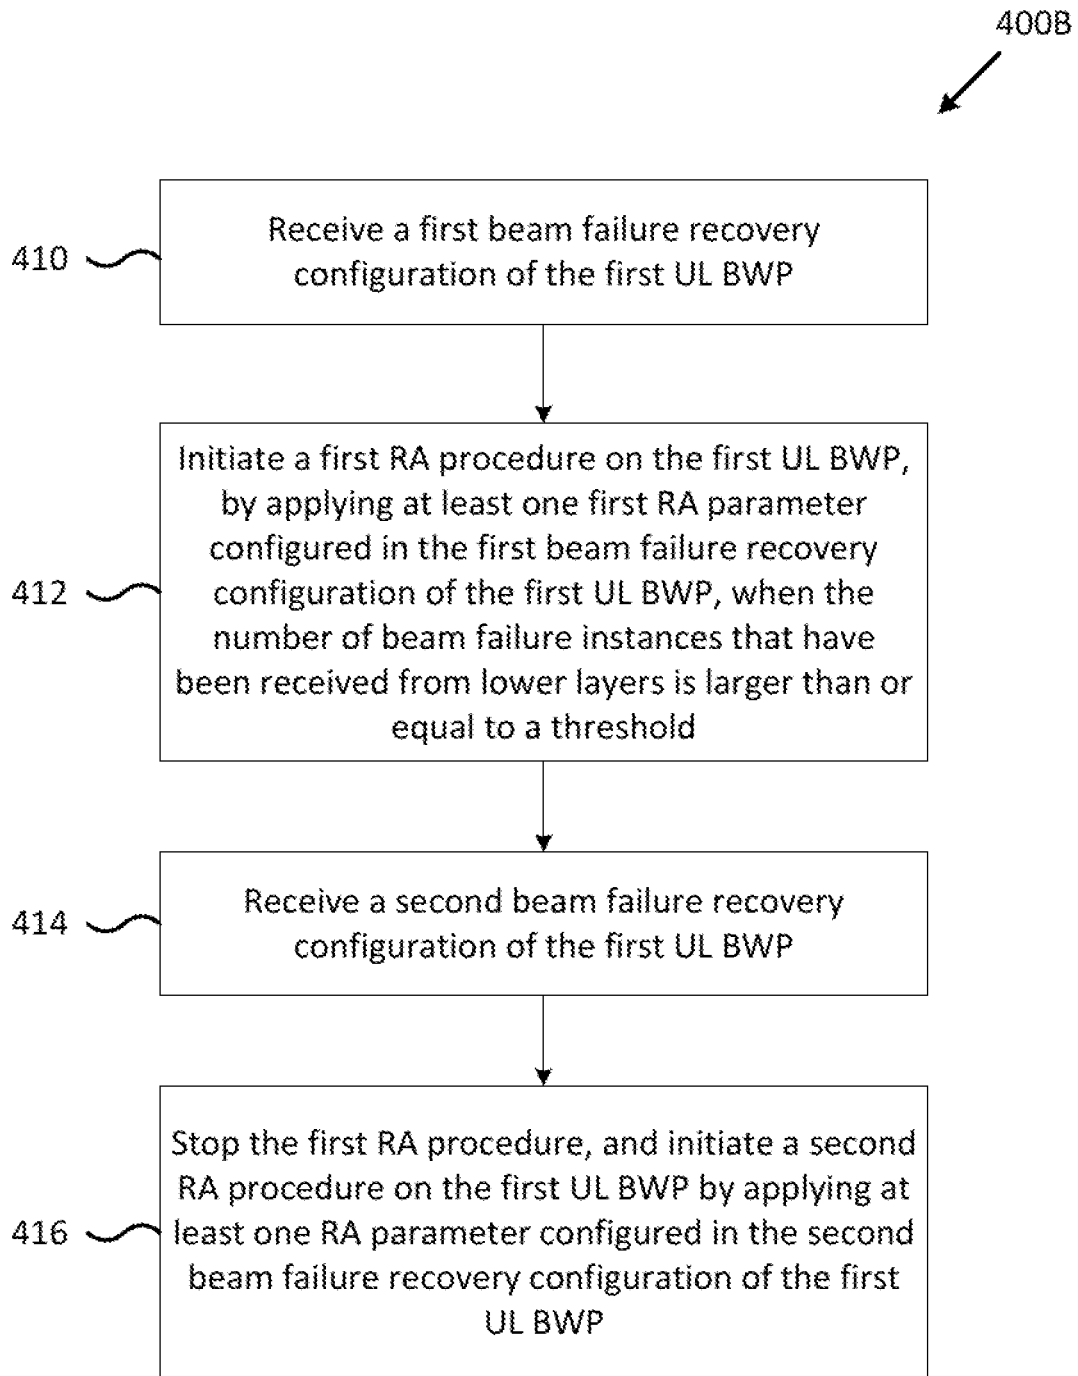 400B
410
Receive a first beam failure recovery
configuration of the first UL BWP
412
Initiate a first RA procedure on the first UL BWP,
by applying at least one first RA parameter
configured in the first beam failure recovery
configuration of the first UL BWP, when the
number of beam failure instances that have
been received from lower layers is larger than or
equal to a threshold
414
Receive a second beam failure recovery
configuration of the first UL BWP
416
Stop the first RA procedure, and initiate a second
RA procedure on the first UL BWP by applying at
least one RA parameter configured in the second
beam failure recovery configuration of the first
UL BWP